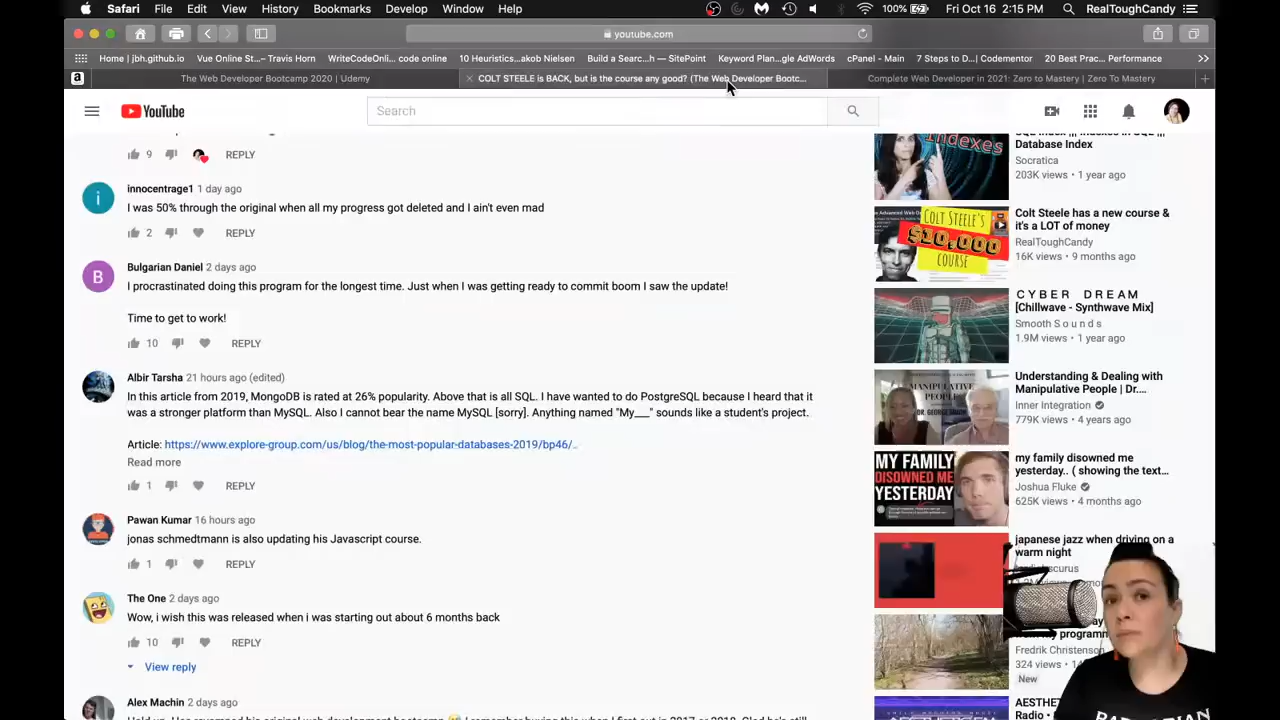 Safari File Edit View History Bookmarks Develop Window Help 100% Fri Oct 16 2:15 PM RealToughCandy
youtube.com
Home | jbh.github.io Vue Online St...– Travis Horn WriteCodeOnli... code online 10 Heuristics...akob Nielsen Build a Searc...h — SitePoint Keyword Plan...gle AdWords cPanel - Main 7 Steps to D...| Codementor 20 Best Prac... Performance
The Web Developer Bootcamp 2020 | Udemy
COLT STEELE is BACK, but is the course any good? (The Web Developer Bootc...
Complete Web Developer in 2021: Zero to Mastery | Zero To Mastery
YouTube
Search
9 REPLY
innocentrage1 1 day ago
I was 50% through the original when all my progress got deleted and I ain't even mad
2 REPLY
B
Bulgarian Daniel 2 days ago
I procrastinated doing this program for the longest time. Just when I was getting ready to commit boom I saw the update!
Time to get to work!
10 REPLY
Albir Tarsha 21 hours ago (edited)
In this article from 2019, MongoDB is rated at 26% popularity. Above that is all SQL. I have wanted to do PostgreSQL because I heard that it
was a stronger platform than MySQL. Also I cannot bear the name MySQL [sorry]. Anything named "My___" sounds like a student's project.
Article: https://www.explore-group.com/us/blog/the-most-popular-databases-2019/bp46/..
Read more
1 REPLY
Pawan Kumar 16 hours ago
jonas schmedtmann is also updating his Javascript course.
1 REPLY
The One 2 days ago
Wow, i wish this was released when i was starting out about 6 months back
10 REPLY
View reply
Alex Machin 2 days ago
Indexes
Database Index
Socratica
203K views • 1 year ago
COLT STEELE'S
$10,000
COURSE
Colt Steele has a new course &
it's a LOT of money
RealToughCandy
16K views • 9 months ago
C Y B E R D R E A M
[Chillwave - Synthwave Mix]
Smooth S o u n d s
1.9M views • 1 year ago
MANIPULATIVE
PEOPLE
Understanding & Dealing with
Manipulative People | Dr....
Inner Integration
779K views • 4 years ago
MY FAMILY
DISOWNED ME
YESTERDAY
my family disowned me
yesterday.. ( showing the text...
Joshua Fluke
625K views • 4 months ago
japanese jazz when driving on a
warm night
Fredrik Christenson
324 views
New
AESTHET
Radio